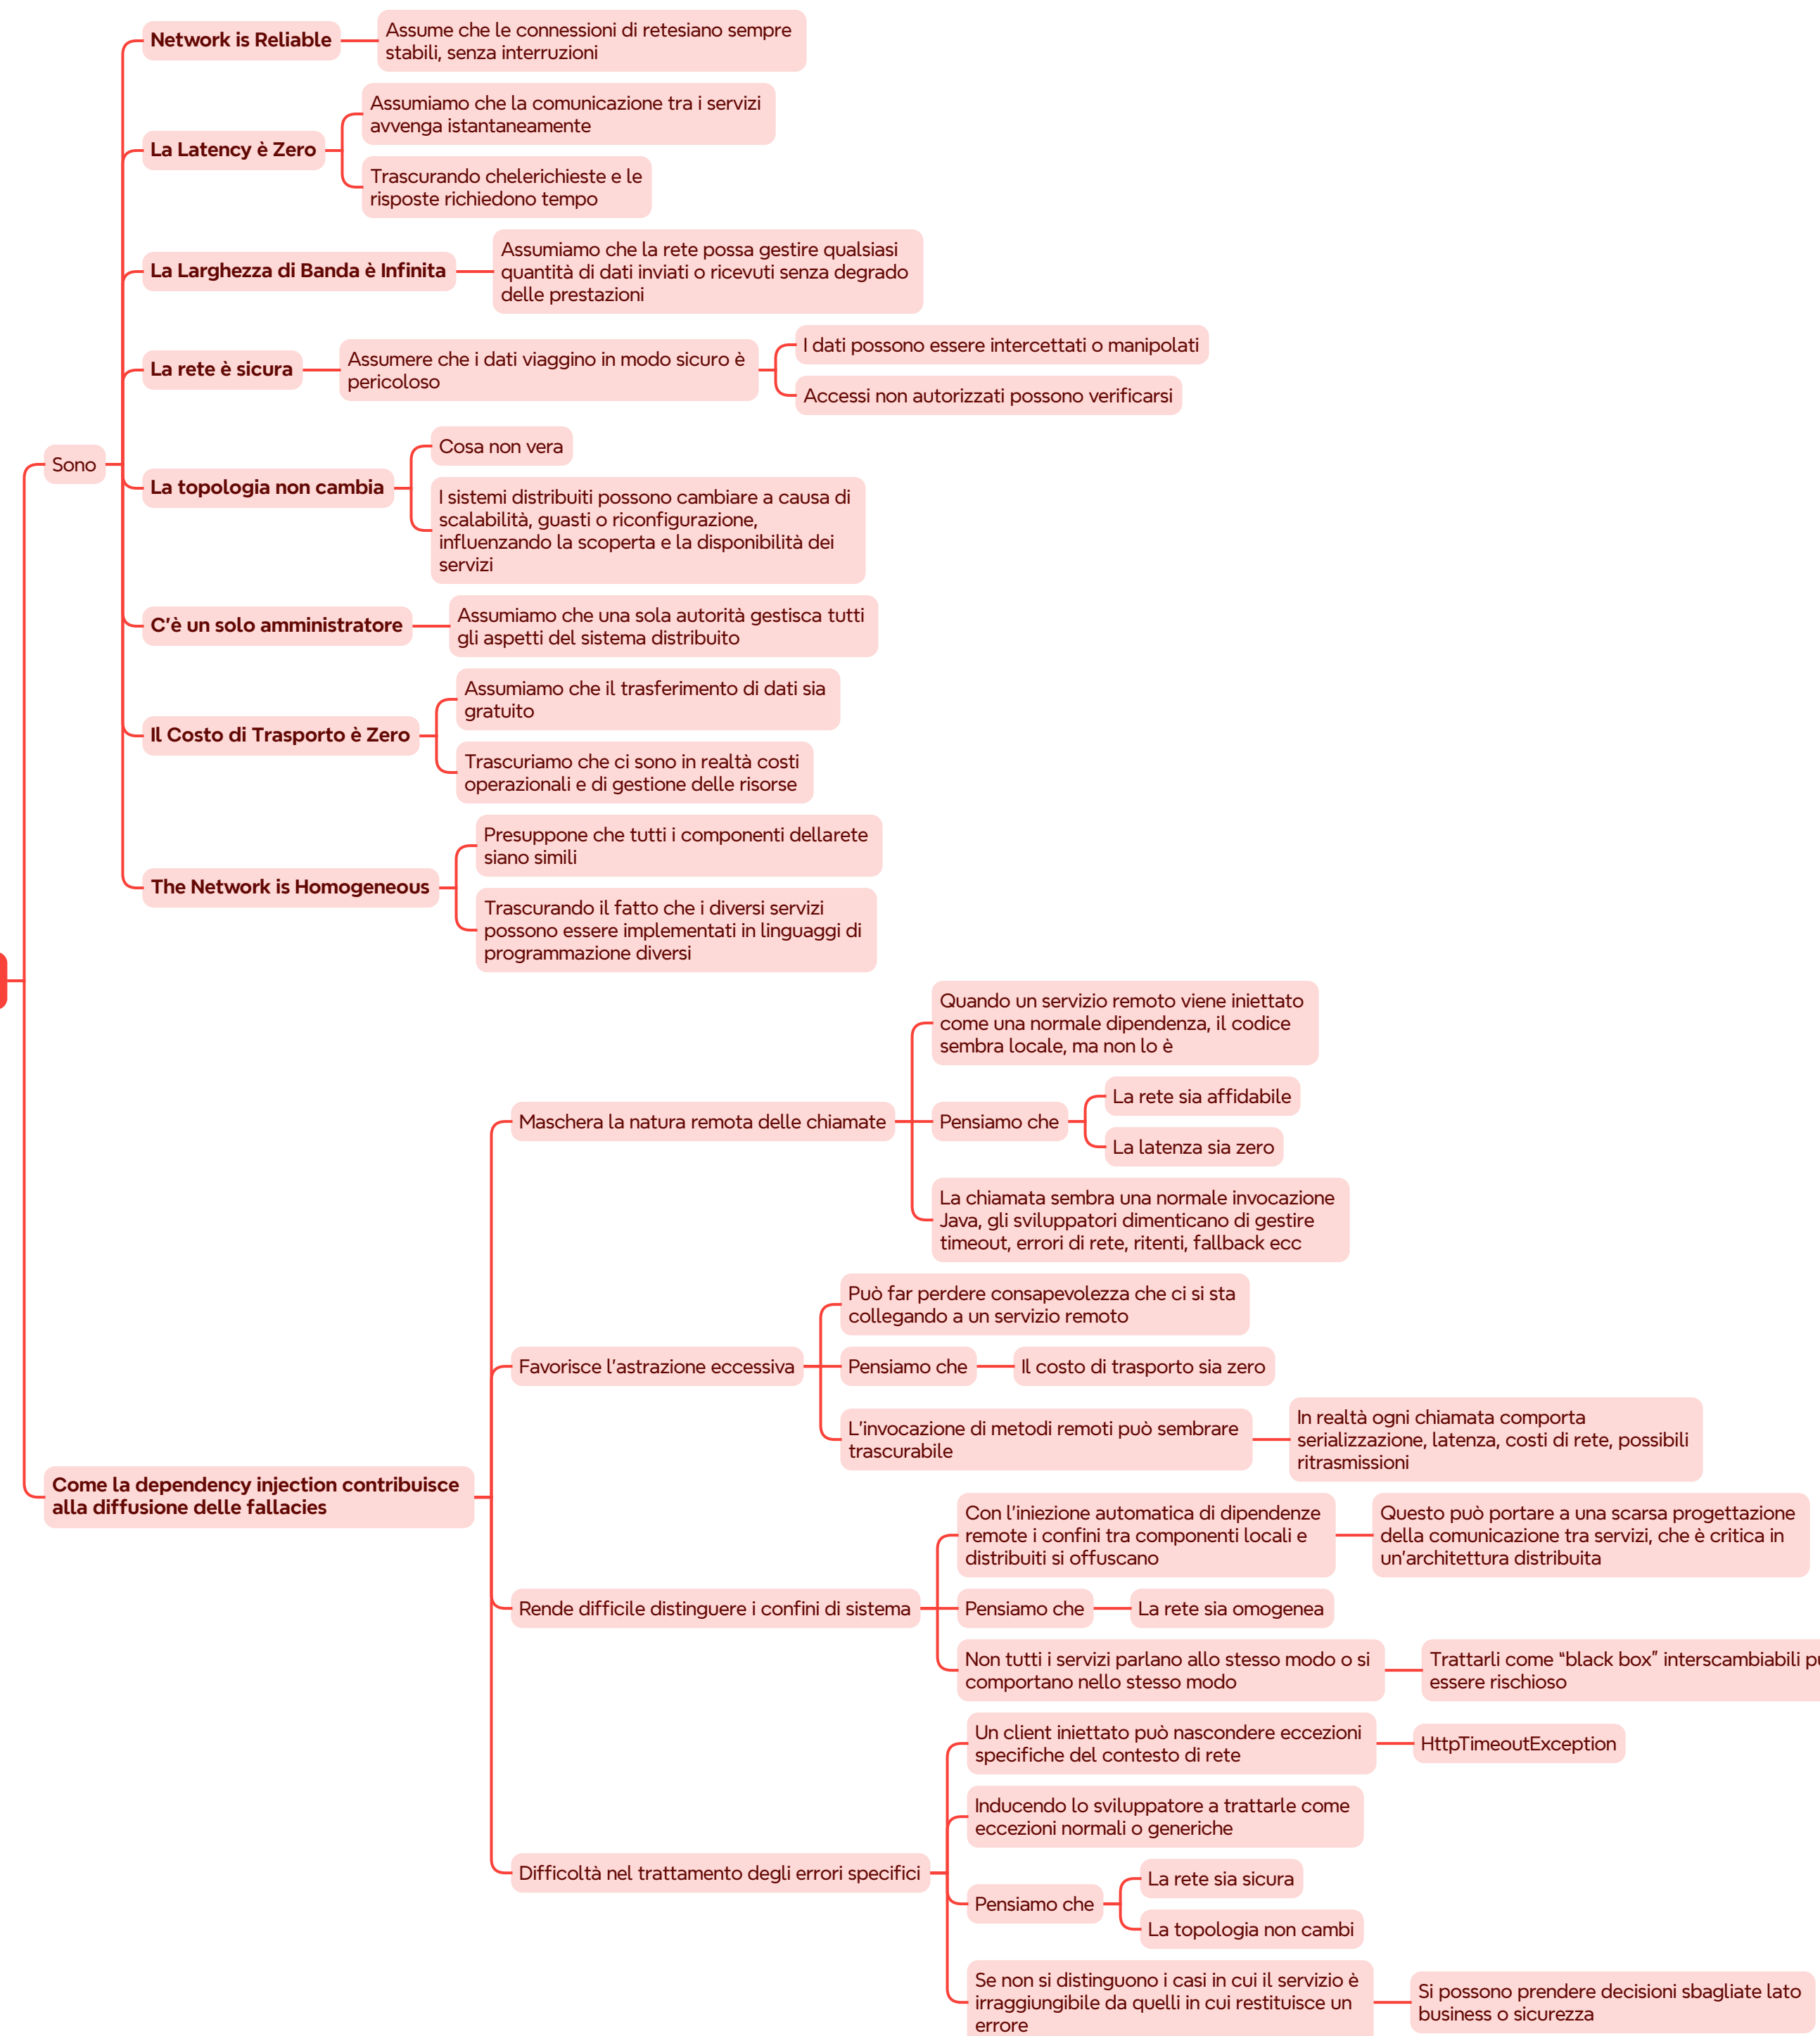 Network is Reliable
Assume che le connessioni di retesiano sempre
stabili, senza interruzioni
La Latency è Zero
Assumiamo che la comunicazione tra i servizi
avvenga istantaneamente
Trascurando chelerichieste e le
risposte richiedono tempo
La Larghezza di Banda è Infinita
Assumiamo che la rete possa gestire qualsiasi
quantità di dati inviati o ricevuti senza degrado
delle prestazioni
La rete è sicura
Assumere che i dati viaggino in modo sicuro è
pericoloso
I dati possono essere intercettati o manipolati
Accessi non autorizzati possono verificarsi
Sono
La topologia non cambia
Cosa non vera
I sistemi distribuiti possono cambiare a causa di
scalabilità, guasti o riconfigurazione,
influenzando la scoperta e la disponibilità dei
servizi
C'è un solo amministratore
Assumiamo che una sola autorità gestisca tutti
gli aspetti del sistema distribuito
Il Costo di Trasporto è Zero
Assumiamo che il trasferimento di dati sia
gratuito
Trascuriamo che ci sono in realtà costi
operazionali e di gestione delle risorse
The Network is Homogeneous
Presuppone che tutti i componenti dellarete
siano simili
Trascurando il fatto che i diversi servizi
possono essere implementati in linguaggi di
programmazione diversi
Come la dependency injection contribuisce
alla diffusione delle fallacies
Maschera la natura remota delle chiamate
Quando un servizio remoto viene iniettato
come una normale dipendenza, il codice
sembra locale, ma non lo è
Pensiamo che
La rete sia affidabile
La latenza sia zero
La chiamata sembra una normale invocazione
Java, gli sviluppatori dimenticano di gestire
timeout, errori di rete, ritenti, fallback ecc
Favorisce l'astrazione eccessiva
Può far perdere consapevolezza che ci si sta
collegando a un servizio remoto
Pensiamo che
Il costo di trasporto sia zero
L'invocazione di metodi remoti può sembrare
trascurabile
In realtà ogni chiamata comporta
serializzazione, latenza, costi di rete, possibili
ritrasmissioni
Rende difficile distinguere i confini di sistema
Con l'iniezione automatica di dipendenze
remote i confini tra componenti locali e
distribuiti si offuscano
Questo può portare a una scarsa progettazione
della comunicazione tra servizi, che è critica in
un'architettura distribuita
Pensiamo che
La rete sia omogenea
Non tutti i servizi parlano allo stesso modo o si
comportano nello stesso modo
Trattarli come "black box" interscambiabili
essere rischioso
Difficoltà nel trattamento degli errori specifici
Un client iniettato può nascondere eccezioni
specifiche del contesto di rete
HttpTimeoutException
Inducendo lo sviluppatore a trattarle come
eccezioni normali o generiche
Pensiamo che
La rete sia sicura
La topologia non cambi
Se non si distinguono i casi in cui il servizio è
irraggiungibile da quelli in cui restituisce un
errore
Si possono prendere decisioni sbagliate lato
business o sicurezza